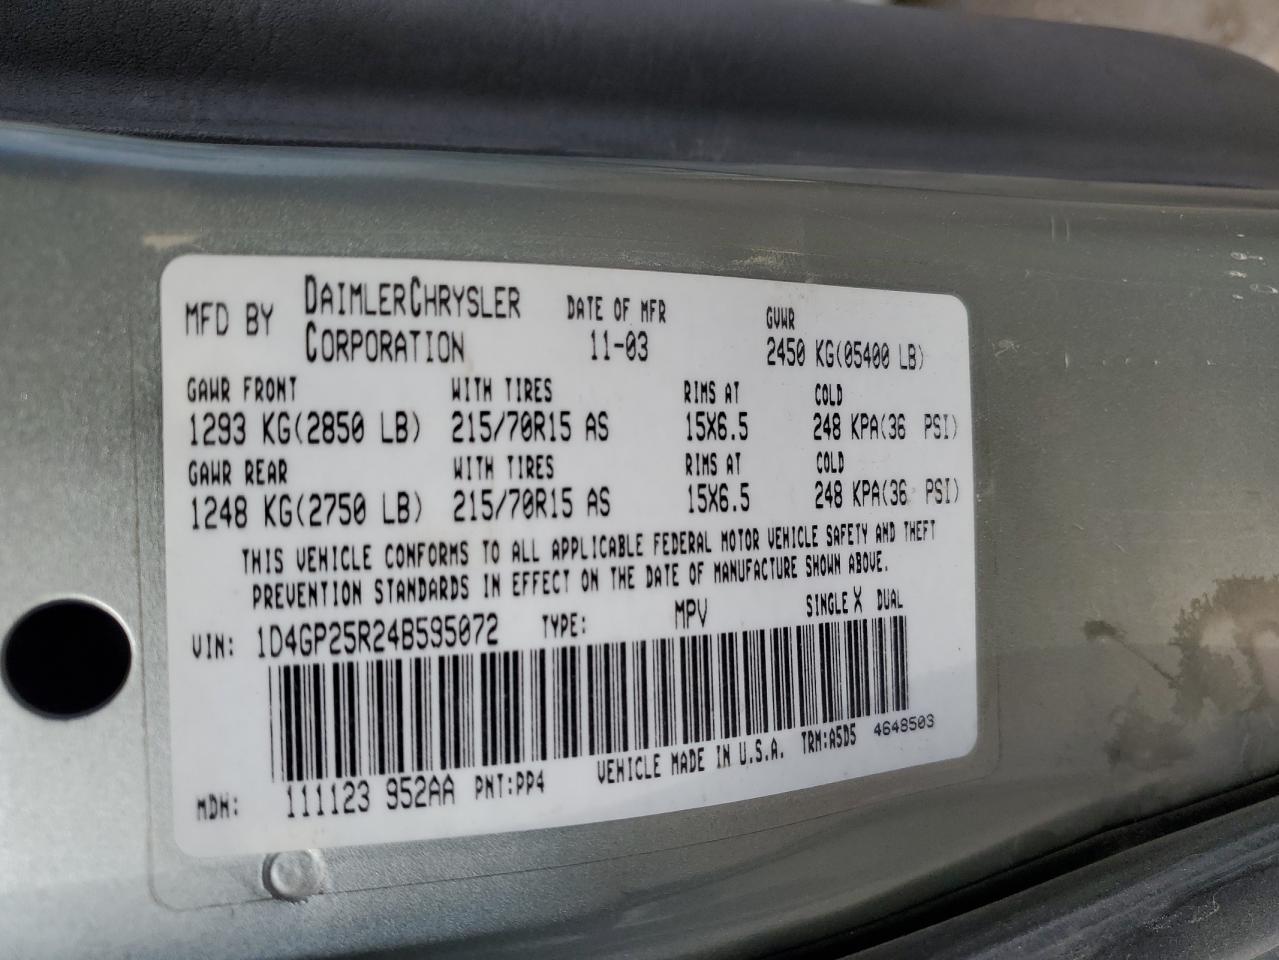 MFD BY DAIMLERCHRYSLER CORPORATION DATE OF MFR 11-03 GVWR 2450 KG(05400 LB)
GAWR FRONT WITH TIRES RIMS AT COLD
1293 KG(2850 LB) 215/70R15 AS 15X6.5 248 KPA(36 PSI)
GAWR REAR WITH TIRES RIMS AT COLD
1248 KG(2750 LB) 215/70R15 AS 15X6.5 248 KPA(36 PSI)
THIS VEHICLE CONFORMS TO ALL APPLICABLE FEDERAL MOTOR VEHICLE SAFETY AND THEFT
PREVENTION STANDARDS IN EFFECT ON THE DATE OF MANUFACTURE SHOWN ABOVE.
VIN: 1D4GP25R24B595072 TYPE: MPV SINGLE X DUAL
MDH: 111123 952AA PNT:PP4 VEHICLE MADE IN U.S.A. TRM:A5D5 4648503